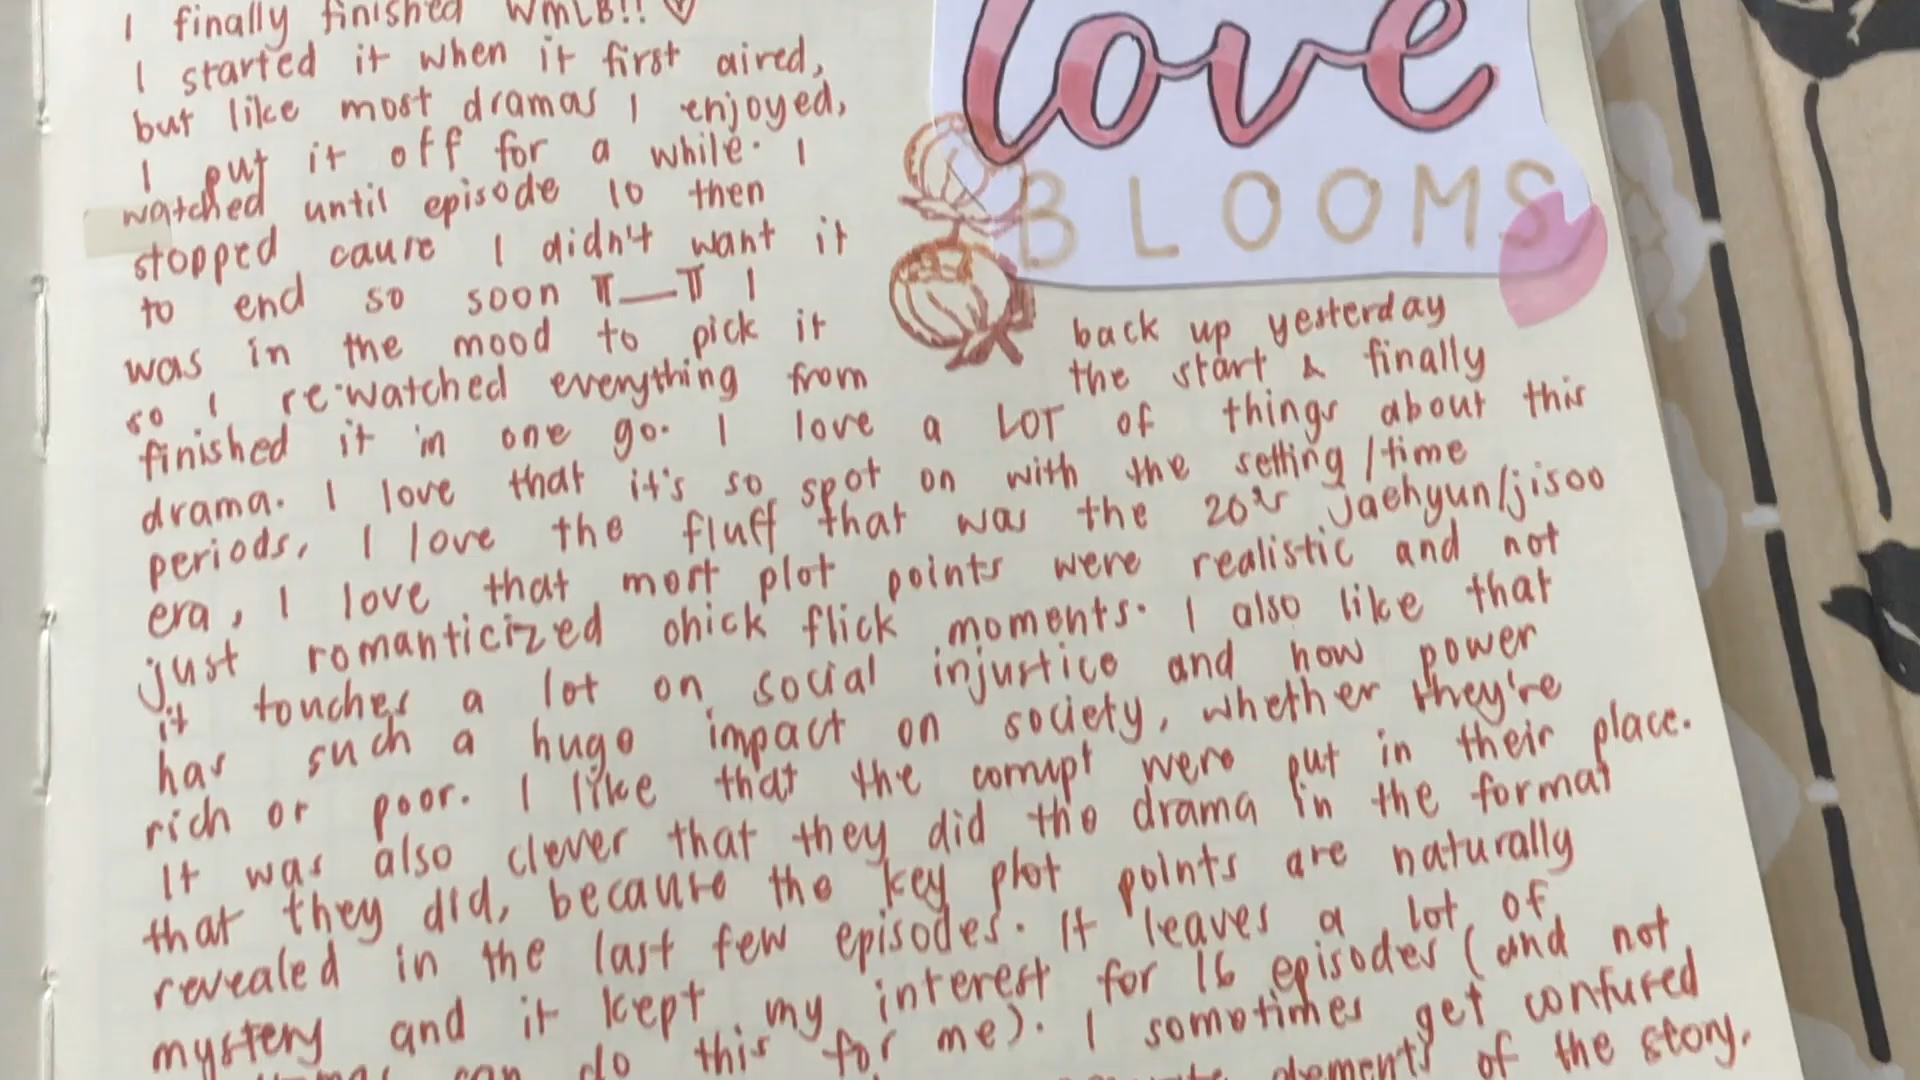 I finally finished WMLB!! ♡
I started it when it first aired,
but like most dramas I enjoyed,
I put it off for a while. I
watched until episode 10 then
stopped cause I didn't want it
to end so soon T_T I
was in the mood to pick it
so I re-watched everything from
love
BLOOMS
back up yesterday
the start & finally
finished it in one go. I love a LOT of things about this
drama. I love that it's so spot on with the setting/time
periods, I love the fluff that was the 20s Jaehyun/jisoo
era, I love that most plot points were realistic and not
just romanticized chick flick moments. I also like that
it touches a lot on social injustice and how power
has such a huge impact on society, whether they're
rich or poor. I like that the corrupt were put in their place.
It was also clever that they did the drama in the format
that they did, because the key plot points are naturally
revealed in the last few episodes. It leaves a lot of
mystery and it kept my interest for 16 episodes (and not
can do this for me). I sometimes get confused
elements of the story.